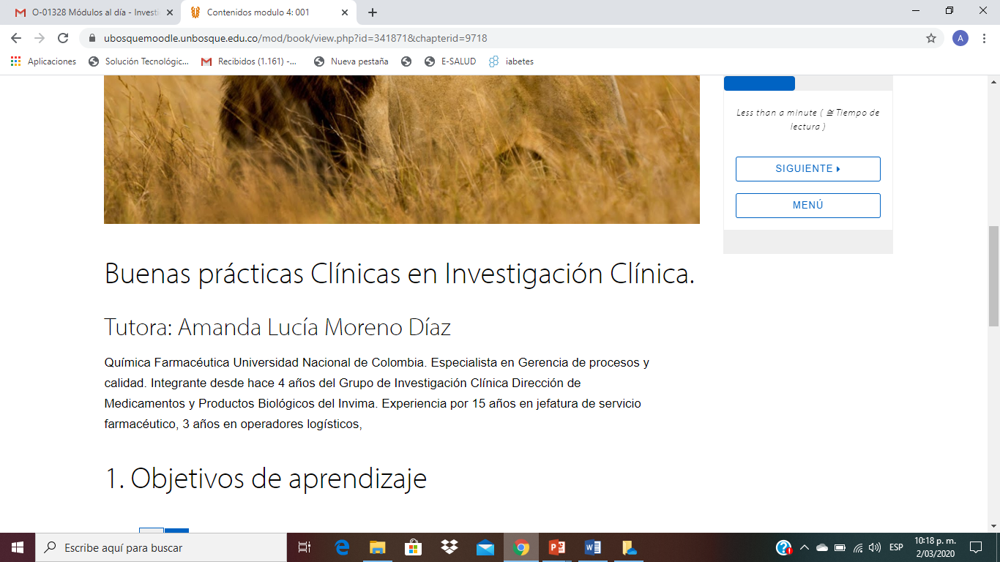 O-01328 Módulos al día - Investi
Contenidos modulo 4: 001
ubosquemoodle.unbosque.edu.co/mod/book/view.php?id=341871&chapterid=9718
A
Aplicaciones
Solución Tecnológic...
Recibidos (1.161) -...
Nueva pestaña
E-SALUD
iabetes
Less than a minute ( ≅ Tiempo de
lectura )
SIGUIENTE
MENÚ
Buenas prácticas Clínicas en Investigación Clínica.
Tutora: Amanda Lucía Moreno Díaz
Química Farmacéutica Universidad Nacional de Colombia. Especialista en Gerencia de procesos y
calidad. Integrante desde hace 4 años del Grupo de Investigación Clínica Dirección de
Medicamentos y Productos Biológicos del Invima. Experiencia por 15 años en jefatura de servicio
farmacéutico, 3 años en operadores logísticos,
1. Objetivos de aprendizaje
Escribe aquí para buscar
ESP
10:18 p. m.
2/03/2020